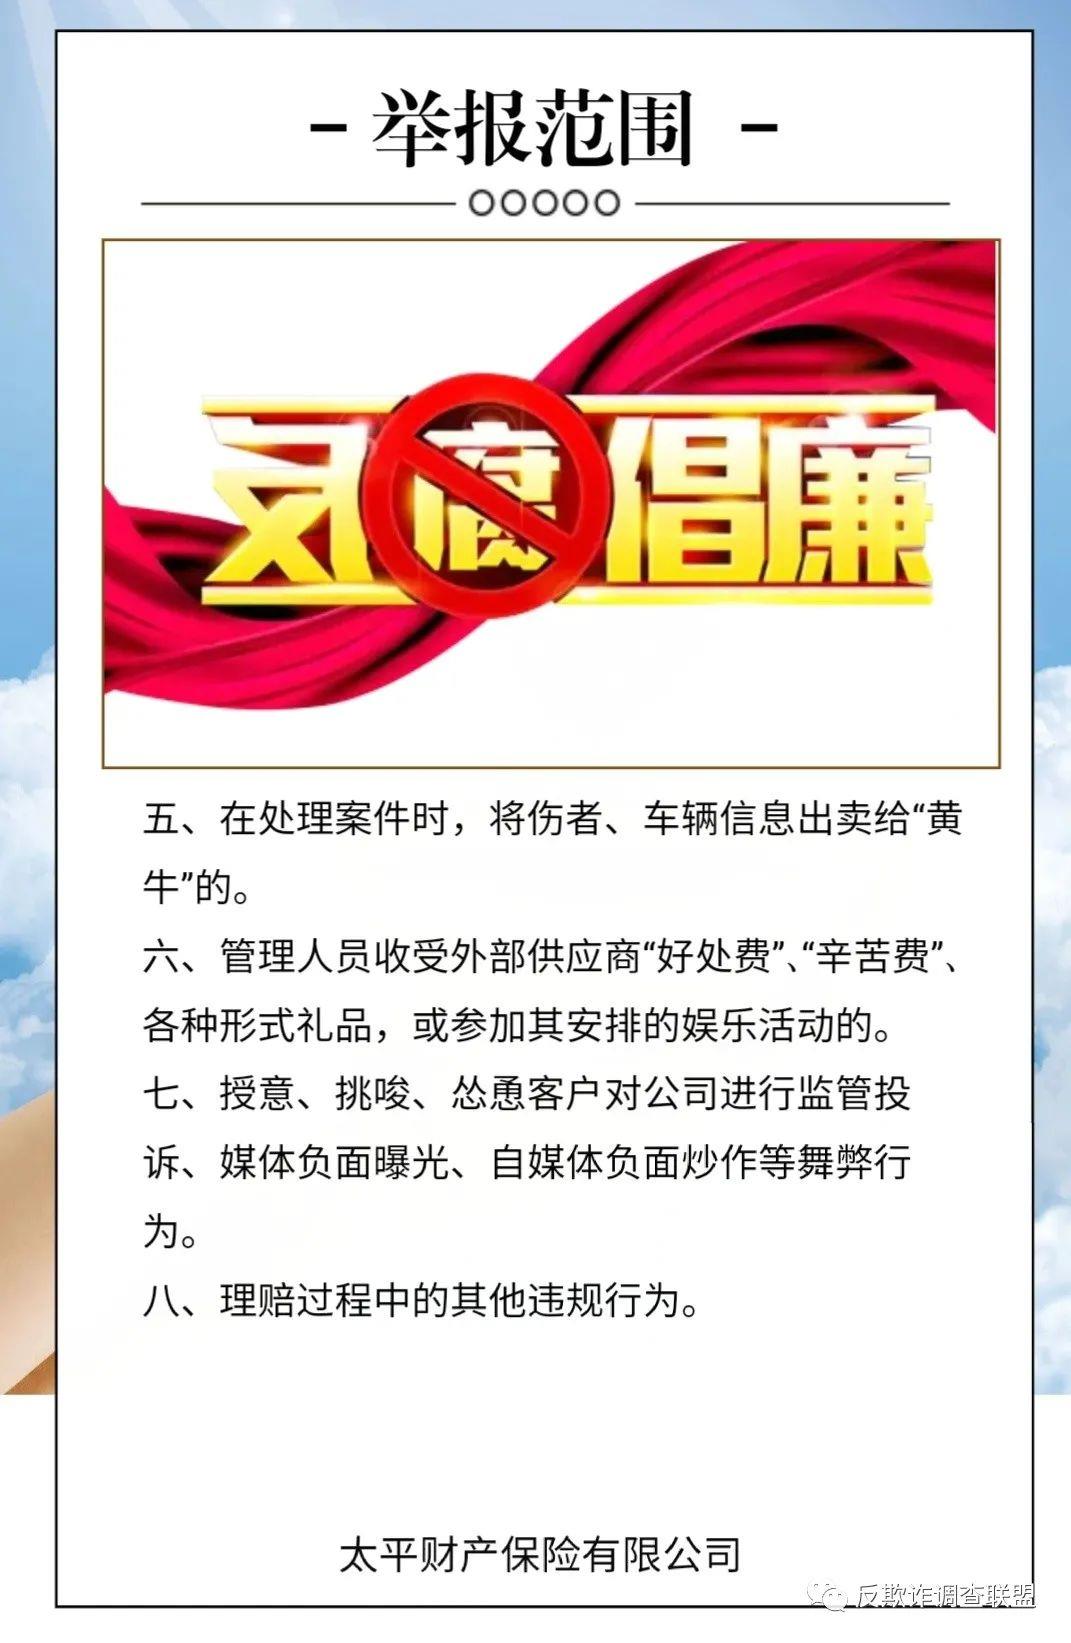 - 举报范围 -
反腐倡廉
五、在处理案件时，将伤者、车辆信息出卖给“黄
牛”的。
六、管理人员收受外部供应商“好处费”、“辛苦费”、
各种形式礼品，或参加其安排的娱乐活动的。
七、授意、挑唆、怂恿客户对公司进行监管投
诉、媒体负面曝光、自媒体负面炒作等舞弊行
为。
八、理赔过程中的其他违规行为。
太平财产保险有限公司
反欺诈调查联盟